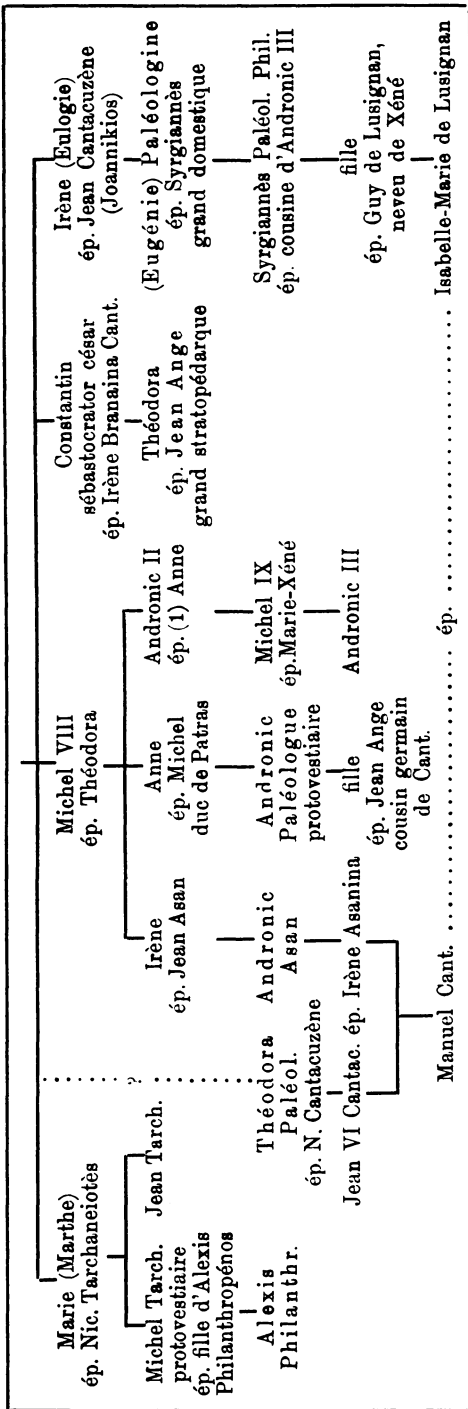 Marie (Marthe)
ép. Nic. Tarchaneiotès
Michel VIII
ép. Théodora
Constantin
sébastocrator césar
ép. Irène Branaina Cant.
Irène (Eulogie)
ép. Jean Cantacuzène
(Joannikios)
Michel Tarch.
protovestiaire
ép. fille d'Alexis
Philanthropénos
Jean Tarch.
?
Irène
ép. Jean Asan
Anne
ép. Michel
duc de Patras
Andronic II
ép. (1) Anne
Théodora
ép. Jean Ange
grand stratopédarque
(Eugénie) Paléologine
ép. Syrgiannès
grand domestique
Alexis
Philanthr.
Théodora
Paléol.
ép. N. Cantacuzène
Andronic
Asan
Andronic
Paléologue
protovestiaire
Michel IX
ép.Marie-Xéné
Syrgiannès Paléol. Phil.
ép. cousine d'Andronic III
Jean VI Cantac. ép. Irène Asanina
fille
ép. Jean Ange
cousin germain
de Cant.
Andronic III
fille
ép. Guy de Lusignan,
neveu de Xéné
Manuel Cant. ........................ ép. ........................ Isabelle-Marie de Lusignan